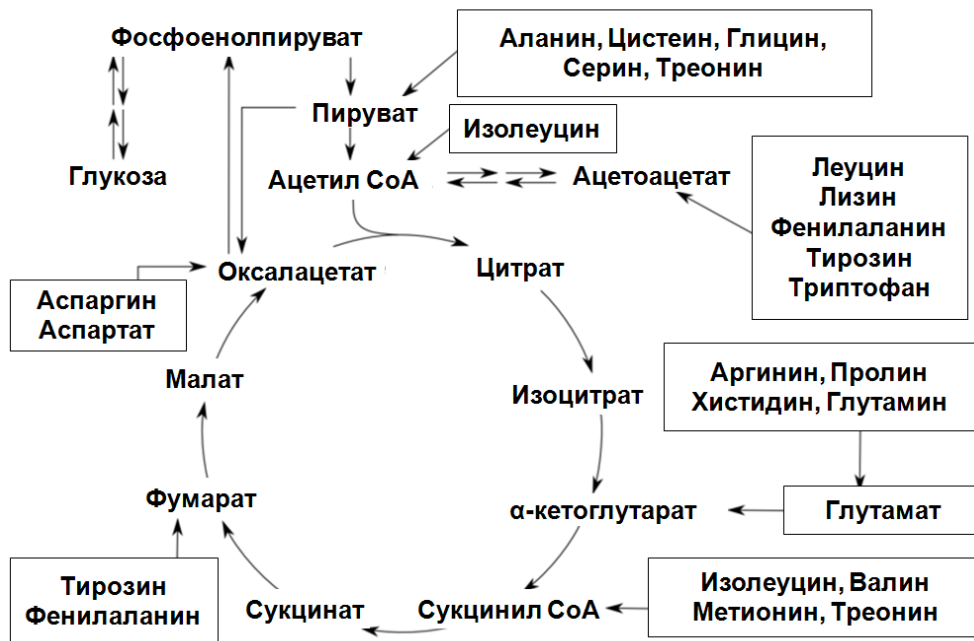 Фосфоенолпируват
Аланин, Цистеин, Глицин,
Серин, Треонин
Пируват
Изолеуцин
Глюкоза
Ацетил СоА
Ацетоацетат
Леуцин
Лизин
Фенилаланин
Тирозин
Триптофан
Оксалацетат
Цитрат
Аспаргин
Аспартат
Малат
Изоцитрат
Аргинин, Пролин
Хистидин, Глутамин
Фумарат
α-кетоглутарат
Глутамат
Тирозин
Фенилаланин
Сукцинат
Сукцинил СоА
Изолеуцин, Валин
Метионин, Треонин